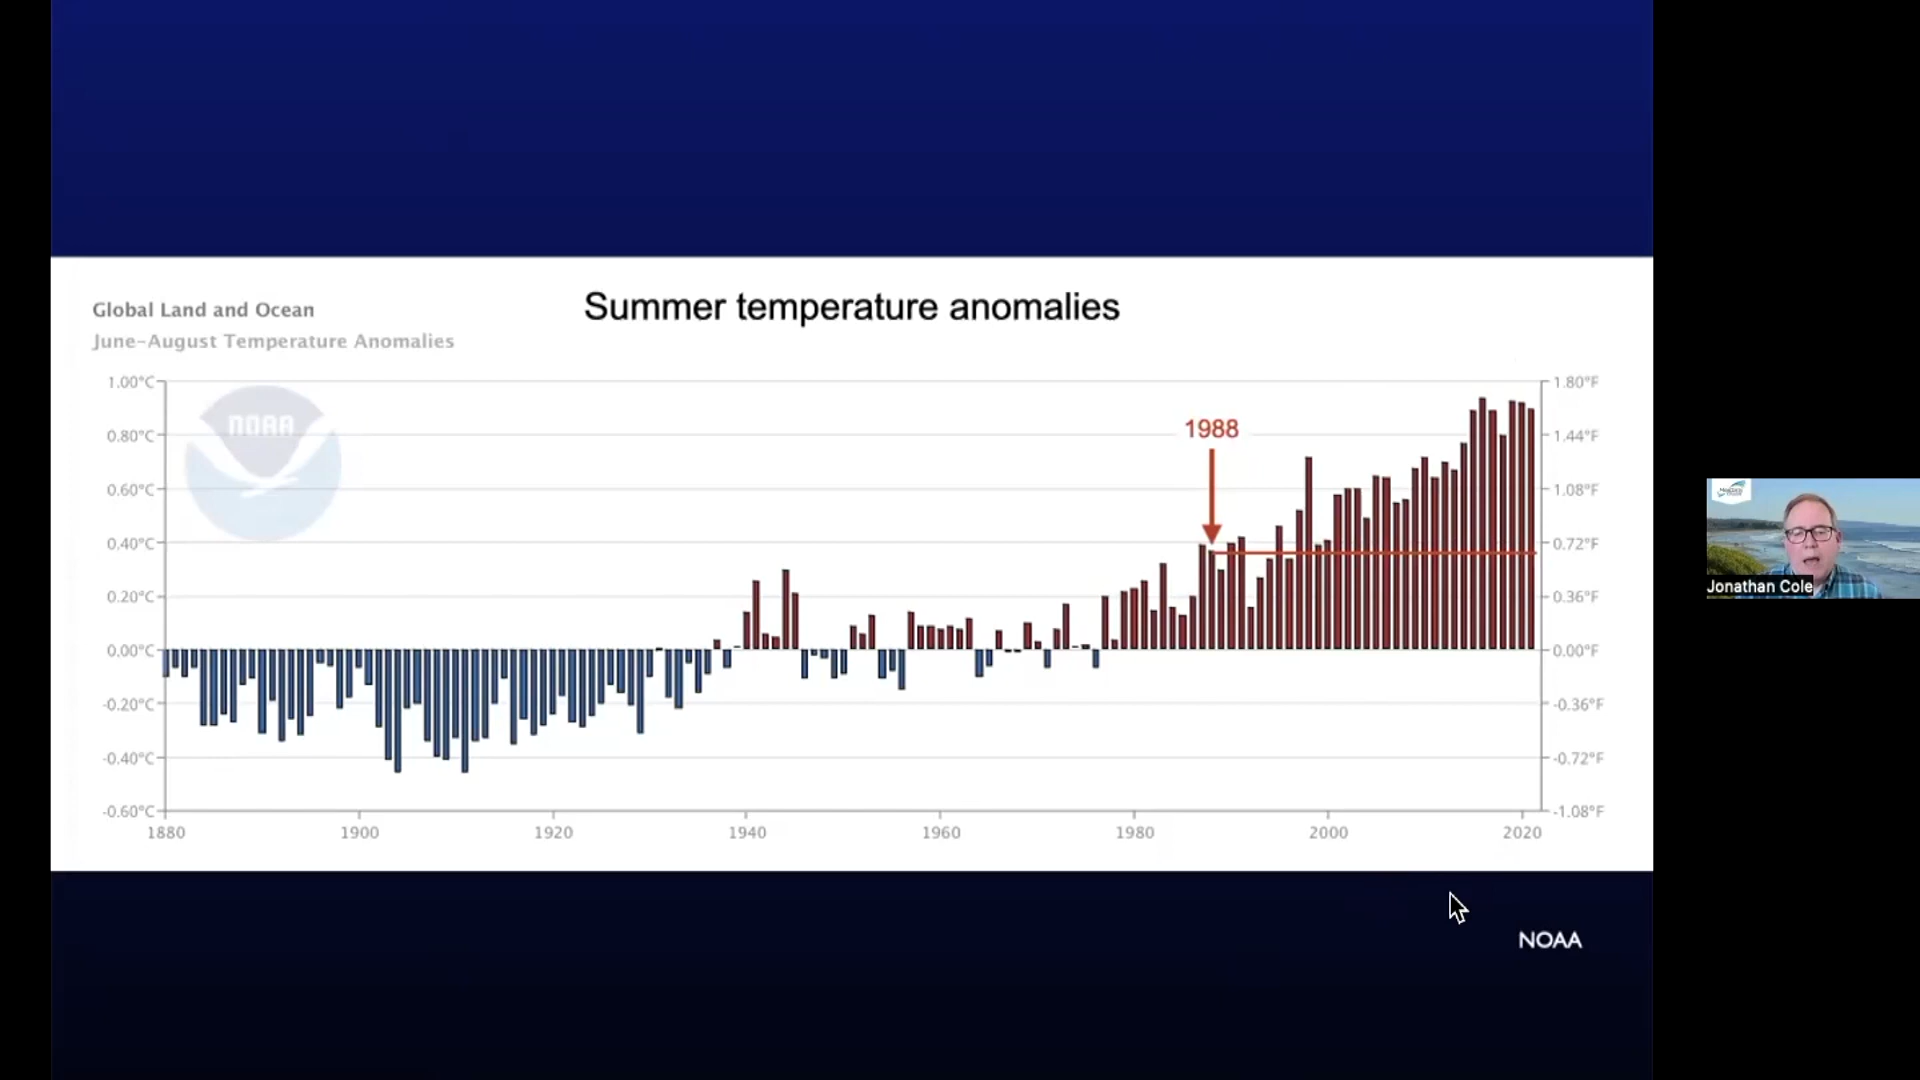 Global Land and Ocean
Summer temperature anomalies
June–August Temperature Anomalies
1.00°C
1.80°F
NOAA
1988
0.80°C
1.44°F
0.60°C
1.08°F
0.40°C
0.72°F
0.20°C
0.36°F
0.00°C
0.00°F
-0.20°C
-0.36°F
-0.40°C
-0.72°F
-0.60°C
-1.08°F
1880 1900 1920 1940 1960 1980 2000 2020
Jonathan Cole
NOAA